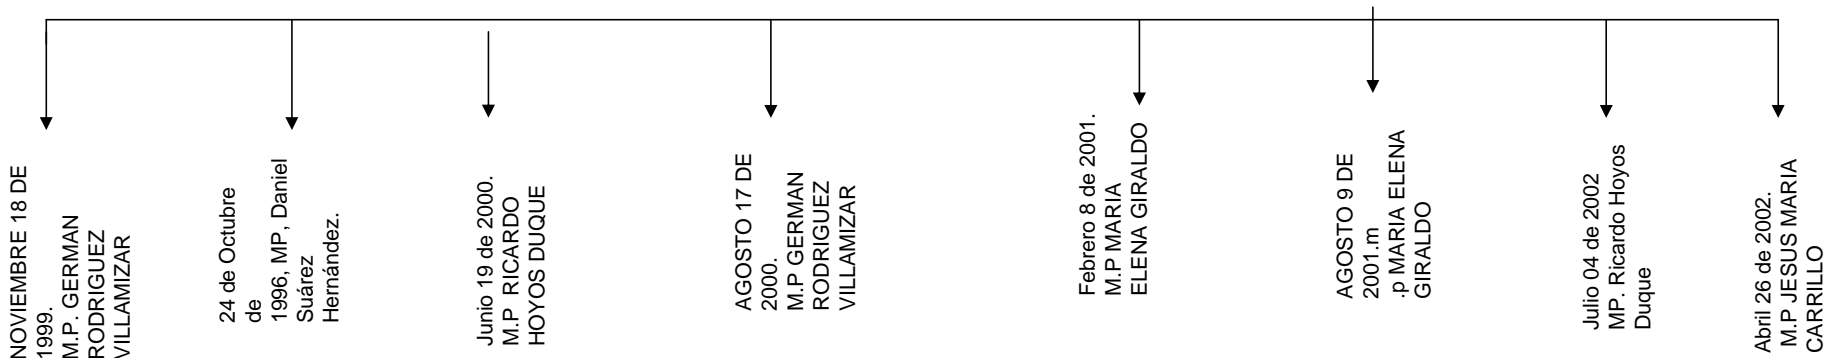 NOVIEMBRE 18 DE
1999.
M.P. GERMAN
RODRIGUEZ
VILLAMIZAR
24 de Octubre
de
1996, MP, Daniel
Suárez
Hernández.
Junio 19 de 2000.
M.P RICARDO
HOYOS DUQUE
AGOSTO 17 DE
2000.
M.P GERMAN
RODRIGUEZ
VILLAMIZAR
Febrero 8 de 2001.
M.P MARIA
ELENA GIRALDO
AGOSTO 9 DE
2001.m
.p MARIA ELENA
GIRALDO
Julio 04 de 2002
MP. Ricardo Hoyos
Duque
Abril 26 de 2002.
M.P JESUS MARIA
CARRILLO